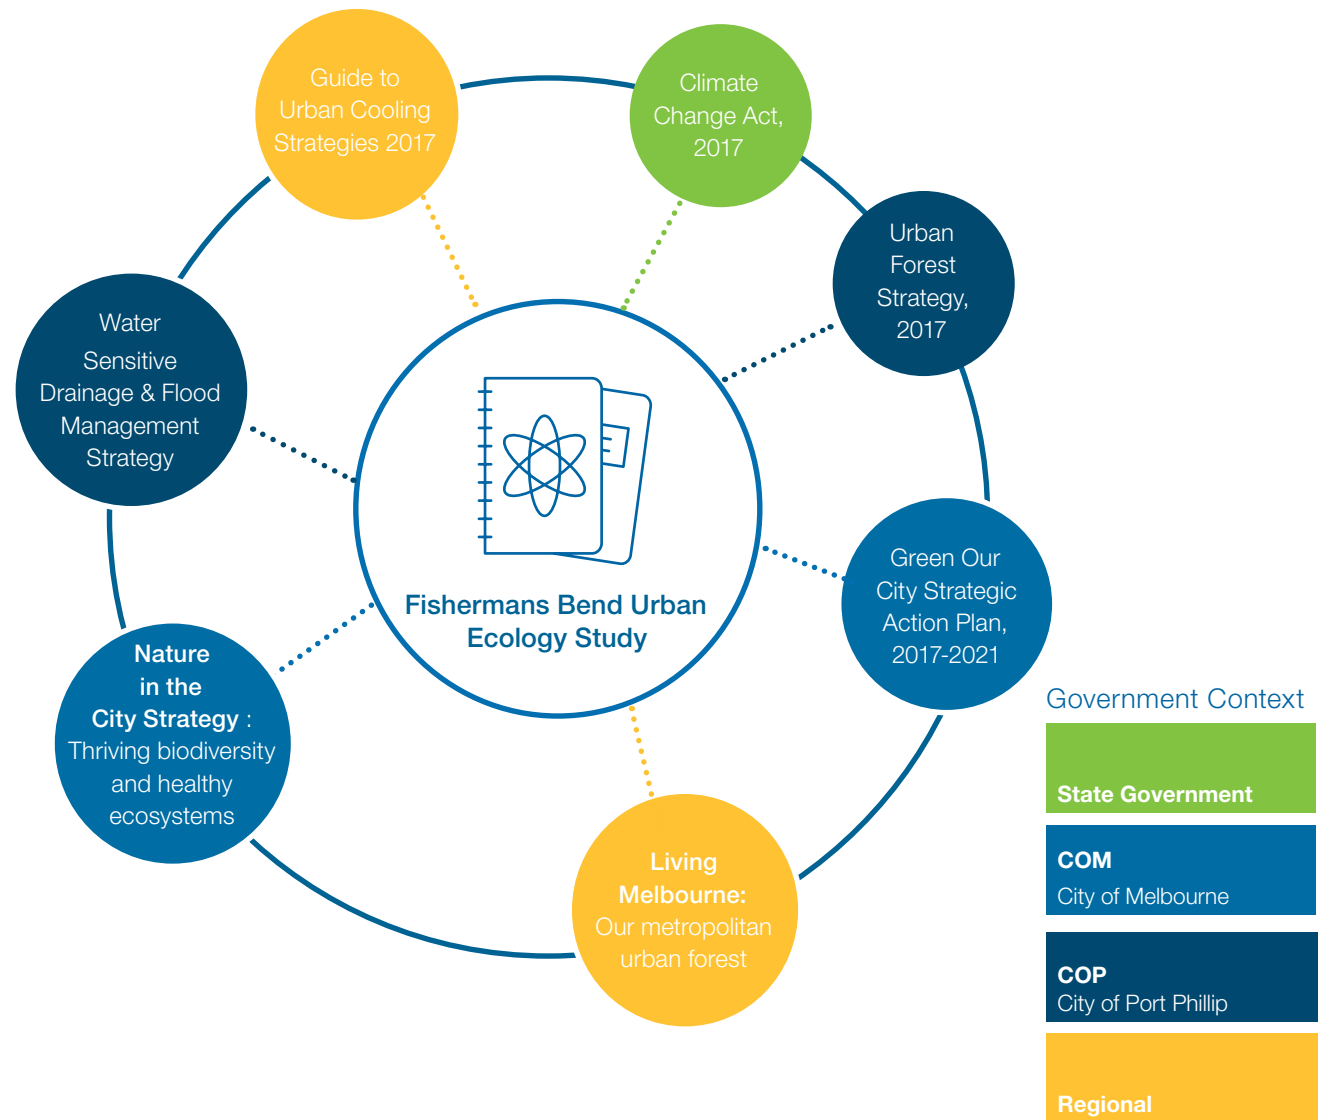 Guide to
Urban Cooling
Strategies 2017
Climate
Change Act,
2017
Urban
Forest
Strategy,
2017
Water
Sensitive
Drainage & Flood
Management
Strategy
Fishermans Bend Urban
Ecology Study
Green Our
City Strategic
Action Plan,
2017-2021
Nature
in the
City Strategy :
Thriving biodiversity
and healthy
ecosystems
Living
Melbourne:
Our metropolitan
urban forest
Government Context
State Government
COM
City of Melbourne
COP
City of Port Phillip
Regional